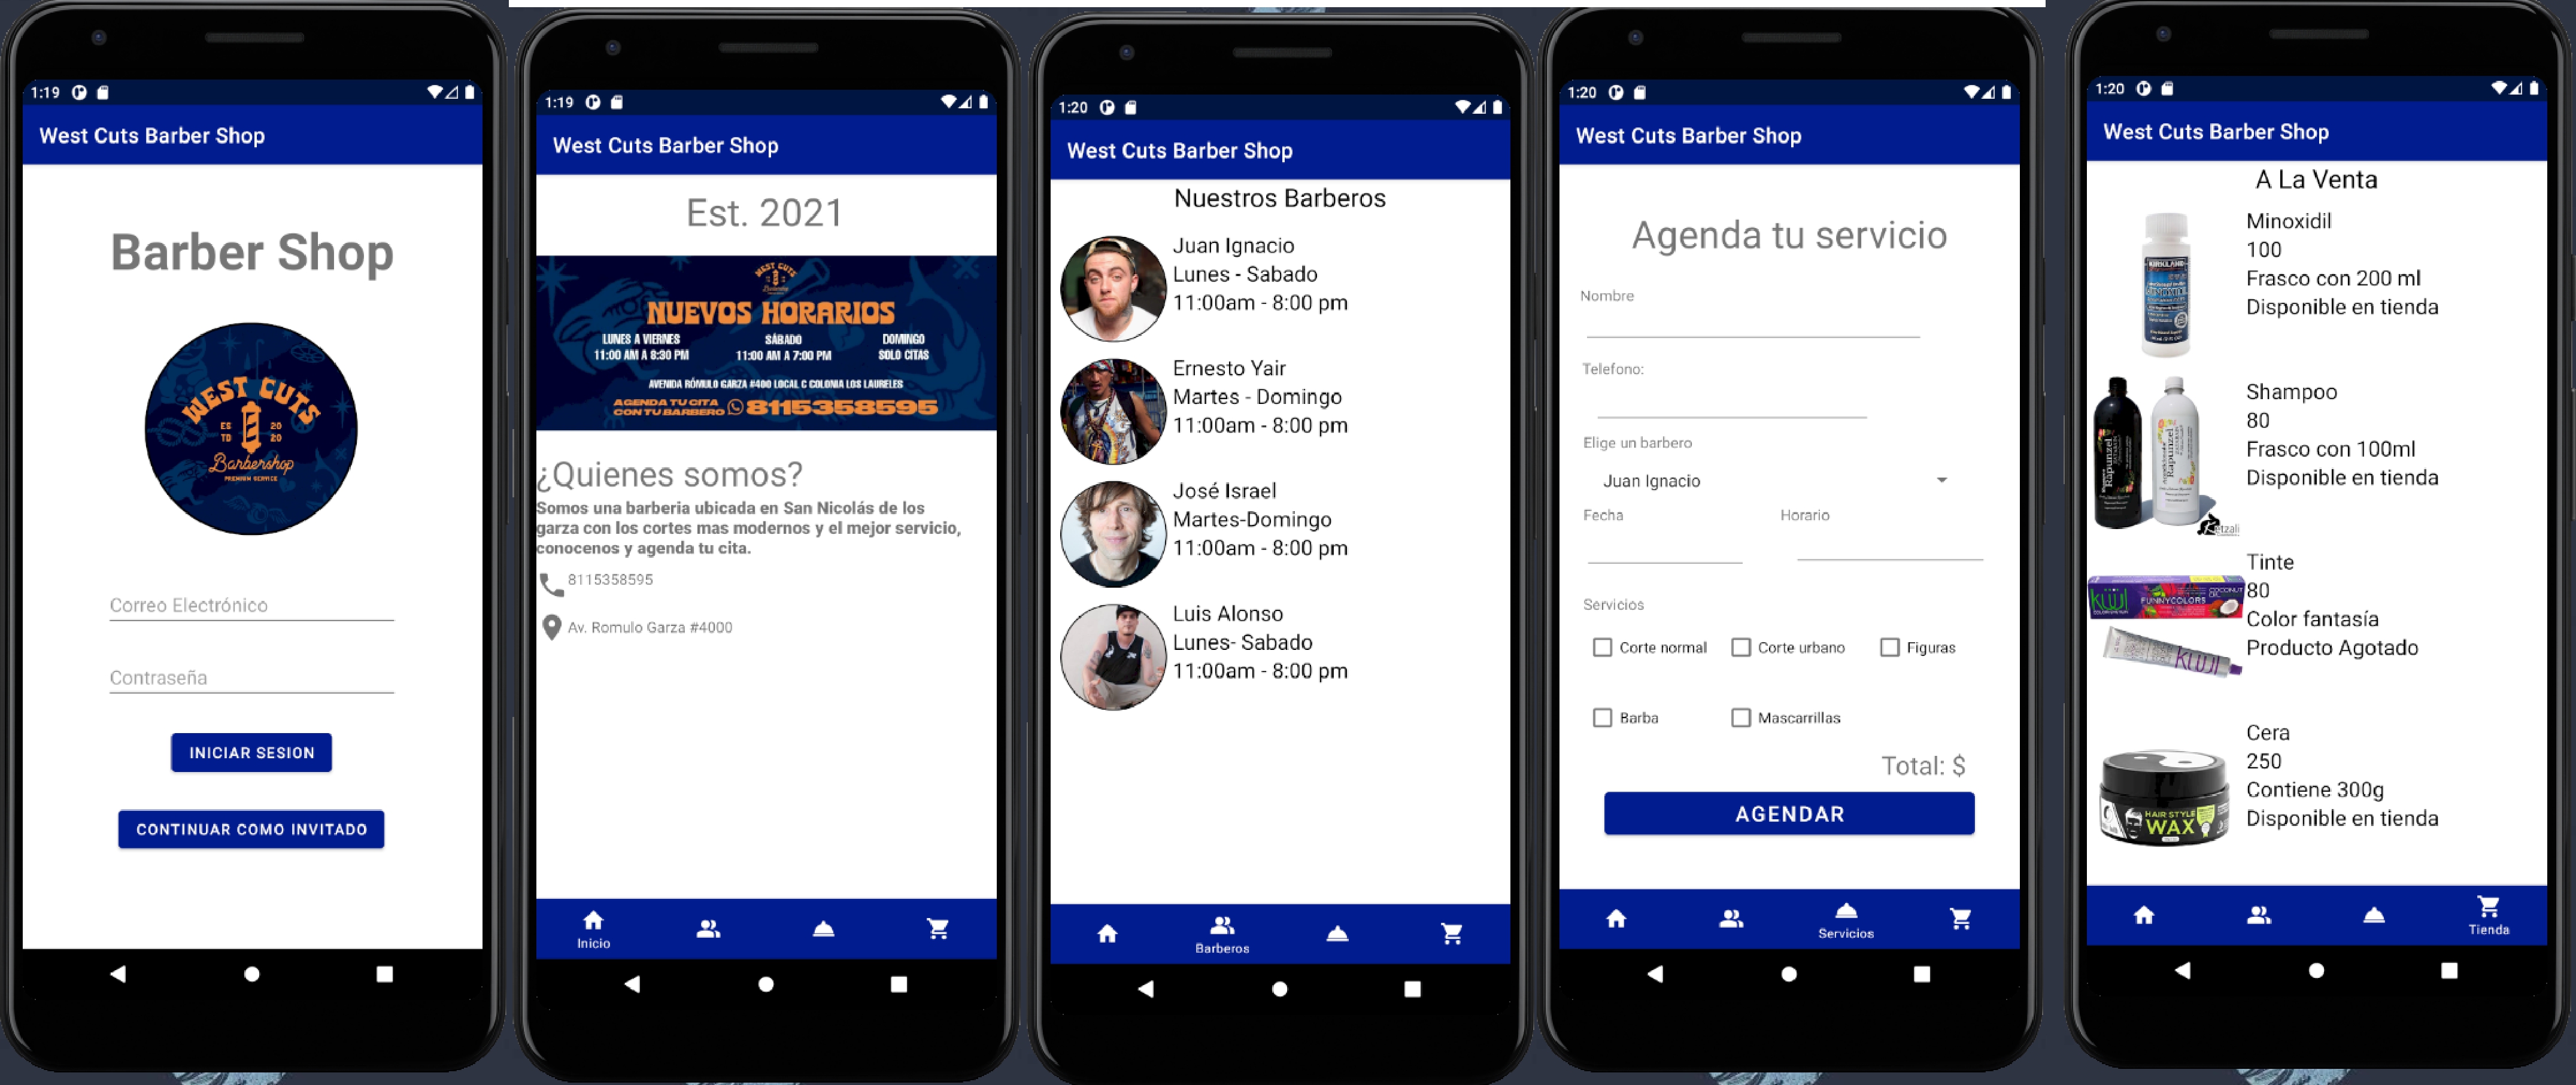 1:19
West Cuts Barber Shop
Barber Shop
WEST CUTS
ES 20
TD 20
Barbershop
PREMIUM SERVICE
Correo Electrónico
Contraseña
INICIAR SESION
CONTINUAR COMO INVITADO
1:19
West Cuts Barber Shop
Est. 2021
WEST CUTS
NUEVOS HORARIOS
LUNES A VIERNES
11:00 AM A 8:30 PM
SÁBADO
11:00 AM A 7:00 PM
DOMINGO
SOLO CITAS
AVENIDA RÓMULO GARZA #400 LOCAL C COLONIA LOS LAURELES
AGENDA TU CITA
CON TU BARBERO
8115358595
¿Quienes somos?
Somos una barberia ubicada en San Nicolás de los
garza con los cortes mas modernos y el mejor servicio,
conocenos y agenda tu cita.
8115358595
Av. Romulo Garza #4000
Inicio
1:20
West Cuts Barber Shop
Nuestros Barberos
Juan Ignacio
Lunes - Sabado
11:00am - 8:00 pm
Ernesto Yair
Martes - Domingo
11:00am - 8:00 pm
José Israel
Martes-Domingo
11:00am - 8:00 pm
Luis Alonso
Lunes- Sabado
11:00am - 8:00 pm
Barberos
1:20
West Cuts Barber Shop
Agenda tu servicio
Nombre
Telefono:
Elige un barbero
Juan Ignacio
Fecha
Horario
Servicios
Corte normal
Corte urbano
Figuras
Barba
Mascarrillas
Total: $
AGENDAR
Servicios
1:20
West Cuts Barber Shop
A La Venta
KIRKLAND
Minoxidil
100
Frasco con 200 ml
Disponible en tienda
Rapunzel
Rapunzel
Shampoo
80
Frasco con 100ml
Disponible en tienda
kuul
FUNNYCOLORS
COCONUT
OIL
kuul
Tinte
80
Color fantasía
Producto Agotado
HAIR STYLE
WAX
Cera
250
Contiene 300g
Disponible en tienda
Tienda